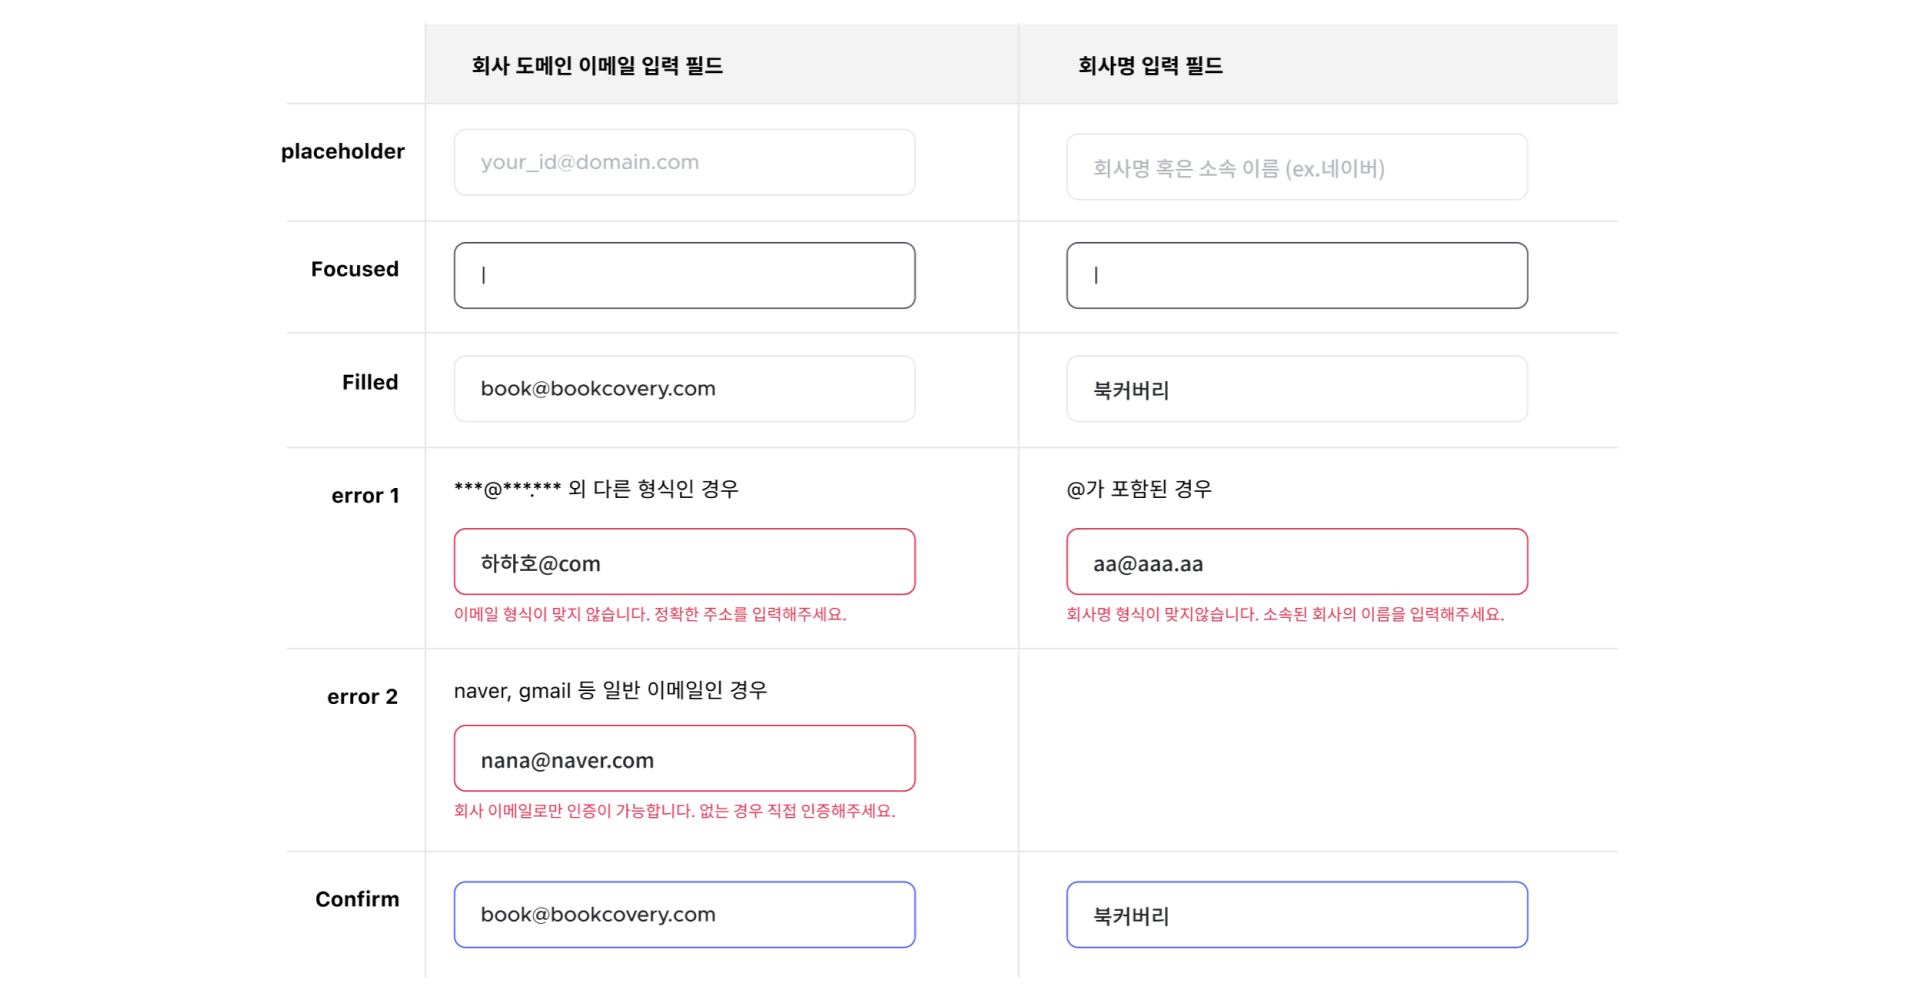 회사 도메인 이메일 입력 필드
회사명 입력 필드
placeholder
your_id@domain.com
회사명 혹은 소속 이름 (ex.네이버)
Focused
|
|
Filled
book@bookcovery.com
북커버리
error 1
***@***.*** 외 다른 형식인 경우
@가 포함된 경우
하하호@com
aa@aaa.aa
이메일 형식이 맞지 않습니다. 정확한 주소를 입력해주세요.
회사명 형식이 맞지않습니다. 소속된 회사의 이름을 입력해주세요.
error 2
naver, gmail 등 일반 이메일인 경우
nana@naver.com
회사 이메일로만 인증이 가능합니다. 없는 경우 직접 인증해주세요.
Confirm
book@bookcovery.com
북커버리